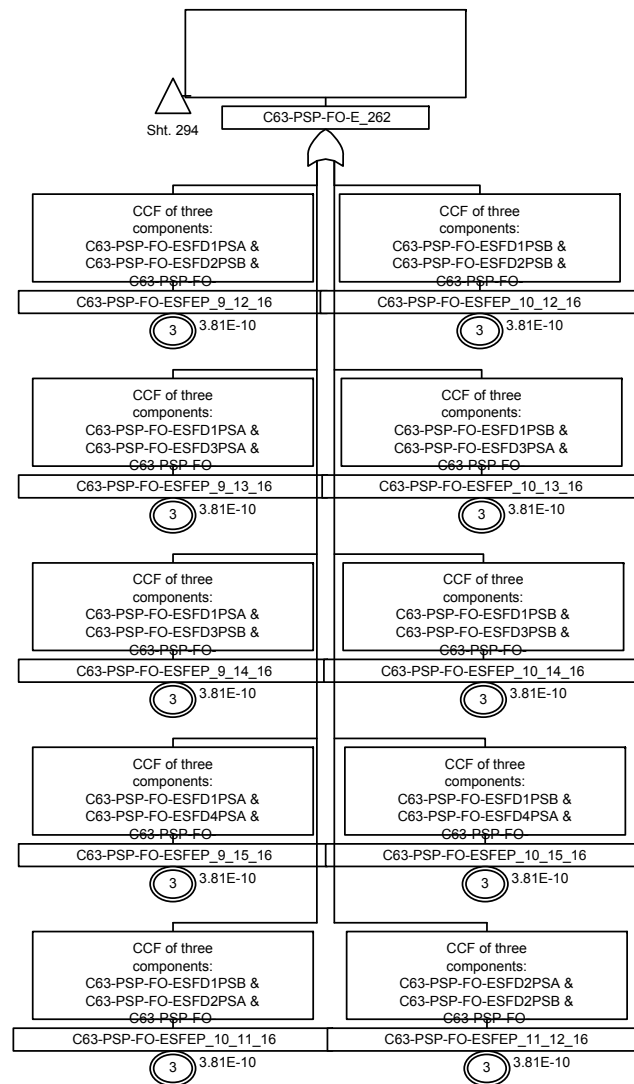 Sht. 294
C63-PSP-FO-E_262
CCF of three
components:
C63-PSP-FO-ESFD1PSA &
C63-PSP-FO-ESFD2PSB &
C63-PSP-FO-
C63-PSP-FO-ESFEP_9_12_16
3
3.81E-10
CCF of three
components:
C63-PSP-FO-ESFD1PSB &
C63-PSP-FO-ESFD2PSB &
C63-PSP-FO-
C63-PSP-FO-ESFEP_10_12_16
3
3.81E-10
CCF of three
components:
C63-PSP-FO-ESFD1PSA &
C63-PSP-FO-ESFD3PSA &
C63-PSP-FO-
C63-PSP-FO-ESFEP_9_13_16
3
3.81E-10
CCF of three
components:
C63-PSP-FO-ESFD1PSB &
C63-PSP-FO-ESFD3PSA &
C63-PSP-FO-
C63-PSP-FO-ESFEP_10_13_16
3
3.81E-10
CCF of three
components:
C63-PSP-FO-ESFD1PSA &
C63-PSP-FO-ESFD3PSB &
C63-PSP-FO-
C63-PSP-FO-ESFEP_9_14_16
3
3.81E-10
CCF of three
components:
C63-PSP-FO-ESFD1PSB &
C63-PSP-FO-ESFD3PSB &
C63-PSP-FO-
C63-PSP-FO-ESFEP_10_14_16
3
3.81E-10
CCF of three
components:
C63-PSP-FO-ESFD1PSA &
C63-PSP-FO-ESFD4PSA &
C63-PSP-FO-
C63-PSP-FO-ESFEP_9_15_16
3
3.81E-10
CCF of three
components:
C63-PSP-FO-ESFD1PSB &
C63-PSP-FO-ESFD4PSA &
C63-PSP-FO-
C63-PSP-FO-ESFEP_10_15_16
3
3.81E-10
CCF of three
components:
C63-PSP-FO-ESFD1PSB &
C63-PSP-FO-ESFD2PSA &
C63-PSP-FO-
C63-PSP-FO-ESFEP_10_11_16
3
3.81E-10
CCF of three
components:
C63-PSP-FO-ESFD2PSA &
C63-PSP-FO-ESFD2PSB &
C63-PSP-FO-
C63-PSP-FO-ESFEP_11_12_16
3
3.81E-10